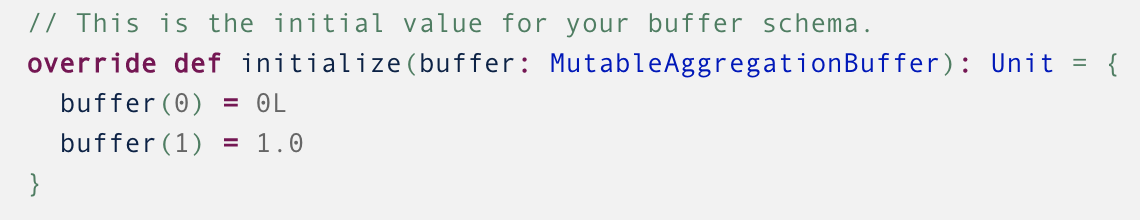 // This is the initial value for your buffer schema.
override def initialize(buffer: MutableAggregationBuffer): Unit = {
  buffer(0) = 0L
  buffer(1) = 1.0
}